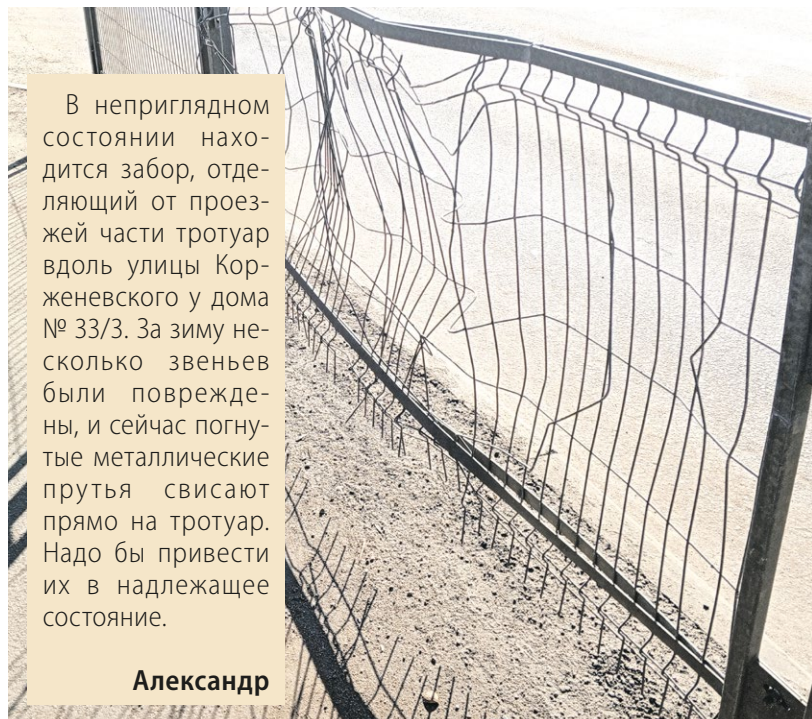 В неприглядном
состоянии нахо-
дится забор, отде-
ляющий от проез-
жей части тротуар
вдоль улицы Кор-
женевского у дома
№ 33/3. За зиму не-
сколько звеньев
были поврежде-
ны, и сейчас погну-
тые металлические
прутья свисают
прямо на тротуар.
Надо бы привести
их в надлежащее
состояние.
Александр